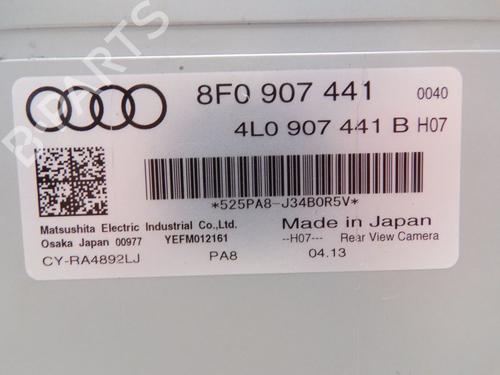 8F0 907 441 0040
4L0 907 441 B H07
*525PA8-J34B0R5V*
Matsushita Electric Industrial Co.,Ltd. Made in Japan
Osaka Japan 00977 YEFM012161 --H07--- Rear View Camera
CY-RA4892LJ PA8 04.13
B-PARTS